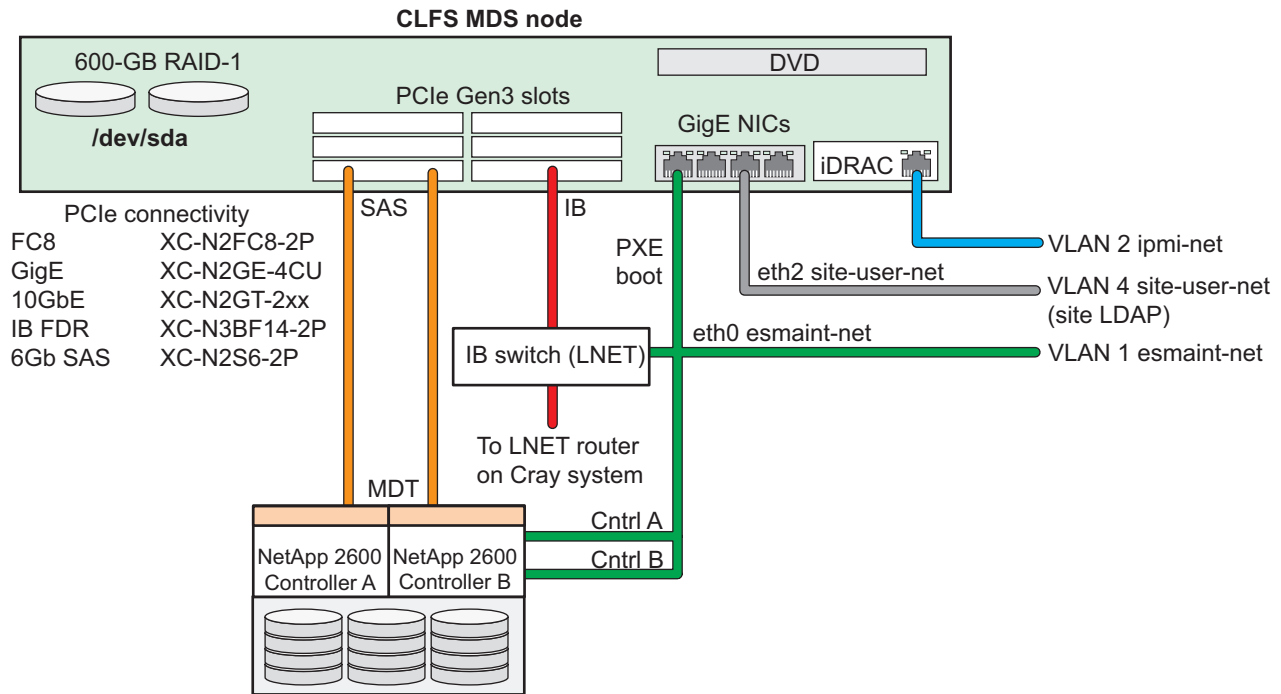 CLFS MDS node
600-GB RAID-1
/dev/sda
PCIe Gen3 slots
DVD
GigE NICs
iDRAC
PCIe connectivity
FC8 XC-N2FC8-2P
GigE XC-N2GE-4CU
10GbE XC-N2GT-2xx
IB FDR XC-N3BF14-2P
6Gb SAS XC-N2S6-2P
SAS
IB
PXE
boot
VLAN 2 ipmi-net
eth2 site-user-net
VLAN 4 site-user-net
(site LDAP)
eth0 esmaint-net
VLAN 1 esmaint-net
IB switch (LNET)
To LNET router
on Cray system
MDT
Cntrl A
Cntrl B
NetApp 2600
Controller A
NetApp 2600
Controller B